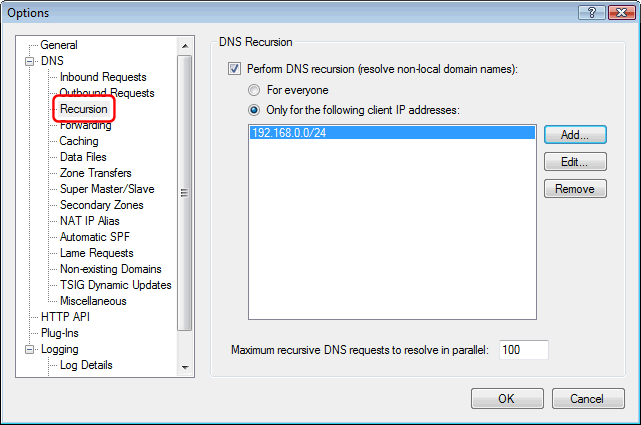 Options
General
DNS
Inbound Requests
Outbound Requests
Recursion
Forwarding
Caching
Data Files
Zone Transfers
Super Master/Slave
Secondary Zones
NAT IP Alias
Automatic SPF
Lame Requests
Non-existing Domains
TSIG Dynamic Updates
Miscellaneous
HTTP API
Plug-Ins
Logging
Log Details
DNS Recursion
Perform DNS recursion (resolve non-local domain names):
For everyone
Only for the following client IP addresses:
192.168.0.0/24
Add...
Edit...
Remove
Maximum recursive DNS requests to resolve in parallel: 100
OK
Cancel